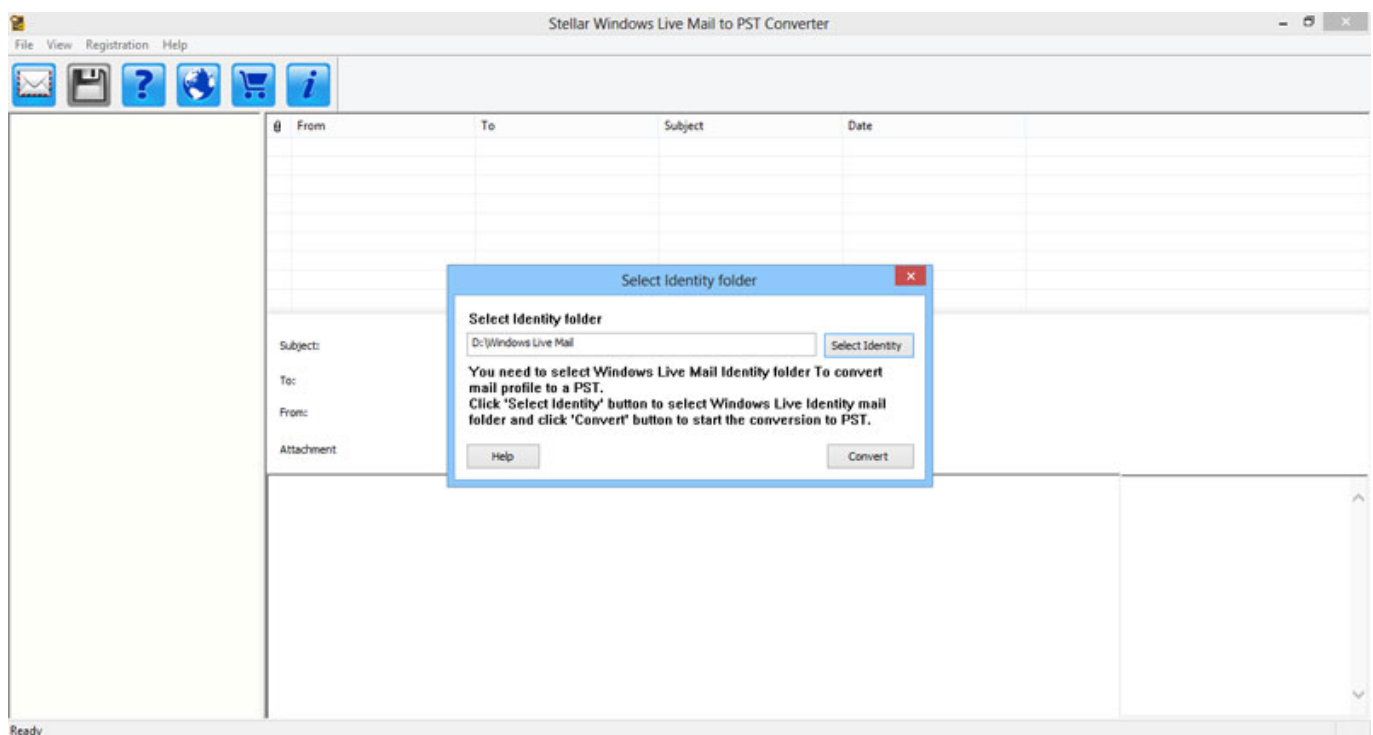 Stellar Windows Live Mail to PST Converter
File View Registration Help
From To Subject Date
Select Identity folder
Select Identity folder
D:\Windows Live Mail
Select Identity
You need to select Windows Live Mail Identity folder To convert
mail profile to a PST.
Click 'Select Identity' button to select Windows Live Identity mail
folder and click 'Convert' button to start the conversion to PST.
Help Convert
Subject:
To:
From:
Attachment
Ready